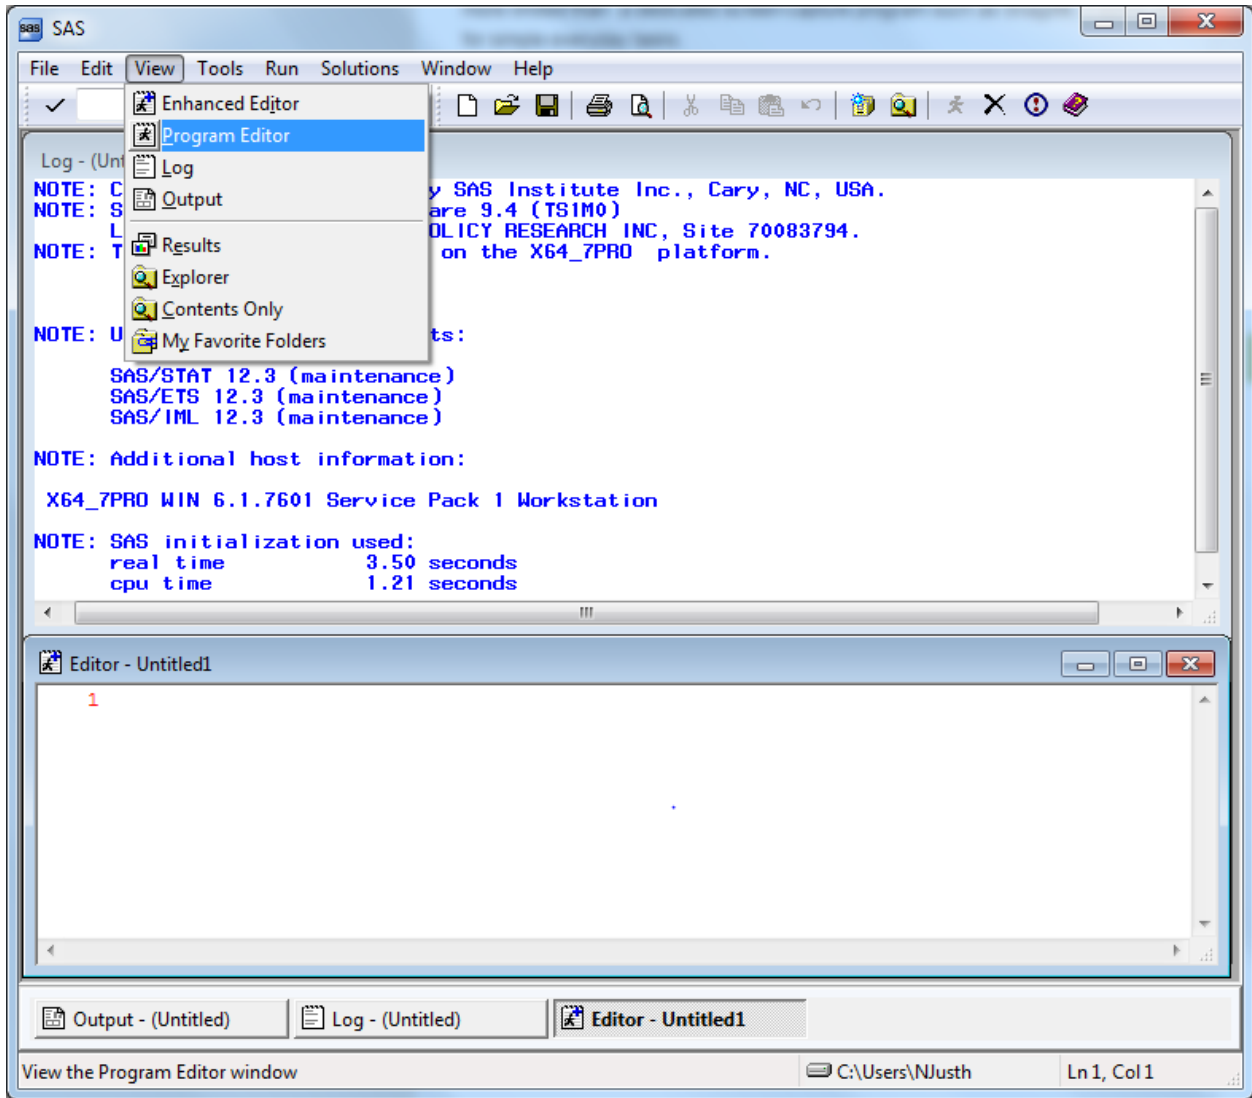 SAS
File Edit View Tools Run Solutions Window Help
Enhanced Editor
Program Editor
Log
Output
Results
Explorer
Contents Only
My Favorite Folders
Log - (Unt
NOTE: C y SAS Institute Inc., Cary, NC, USA.
NOTE: S are 9.4 (TS1M0)
L OLICY RESEARCH INC, Site 70083794.
NOTE: T on the X64_7PRO platform.
NOTE: U ts:
SAS/STAT 12.3 (maintenance)
SAS/ETS 12.3 (maintenance)
SAS/IML 12.3 (maintenance)
NOTE: Additional host information:
X64_7PRO WIN 6.1.7601 Service Pack 1 Workstation
NOTE: SAS initialization used:
real time 3.50 seconds
cpu time 1.21 seconds
Editor - Untitled1
1
Output - (Untitled) Log - (Untitled) Editor - Untitled1
View the Program Editor window C:\Users\NJusth Ln 1, Col 1